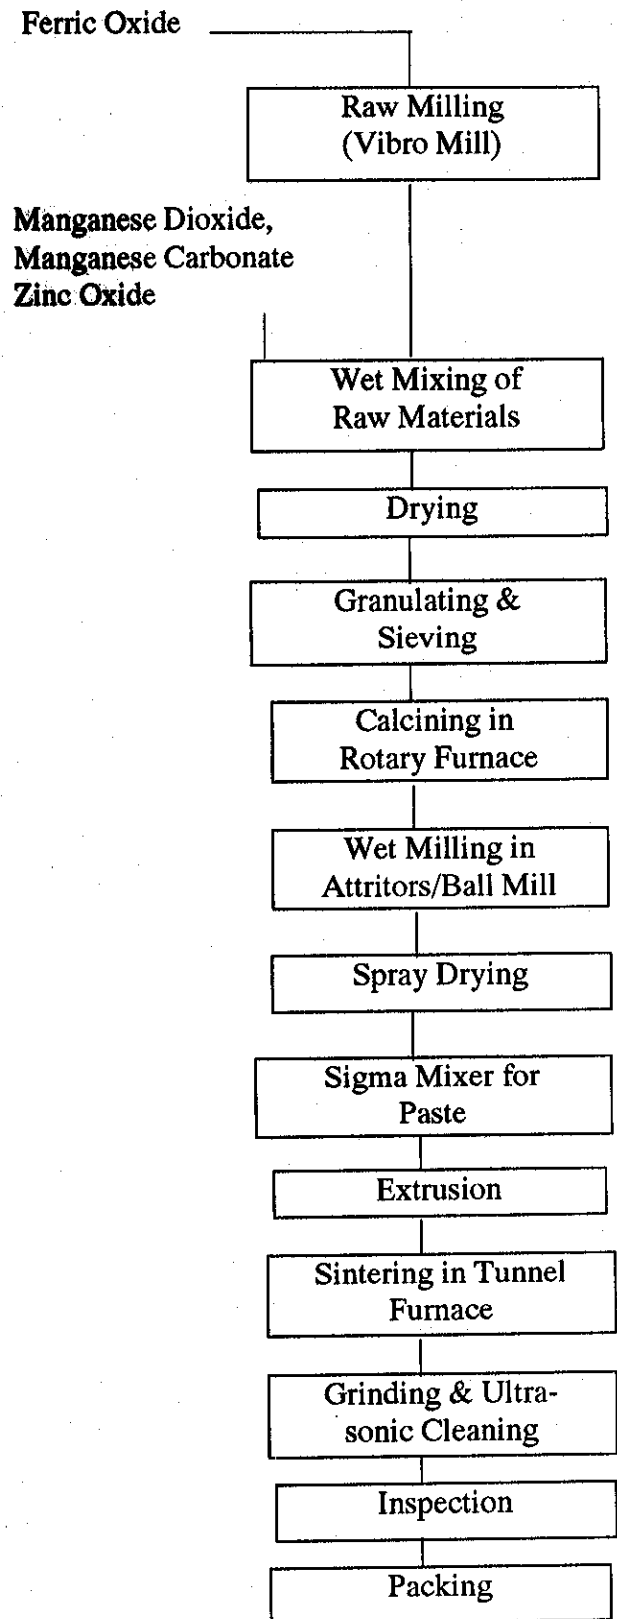 Ferric Oxide
Raw Milling
(Vibro Mill)
Manganese Dioxide,
Manganese Carbonate
Zinc Oxide
Wet Mixing of
Raw Materials
Drying
Granulating &
Sieving
Calcining in
Rotary Furnace
Wet Milling in
Attritors/Ball Mill
Spray Drying
Sigma Mixer for
Paste
Extrusion
Sintering in Tunnel
Furnace
Grinding & Ultra-
sonic Cleaning
Inspection
Packing